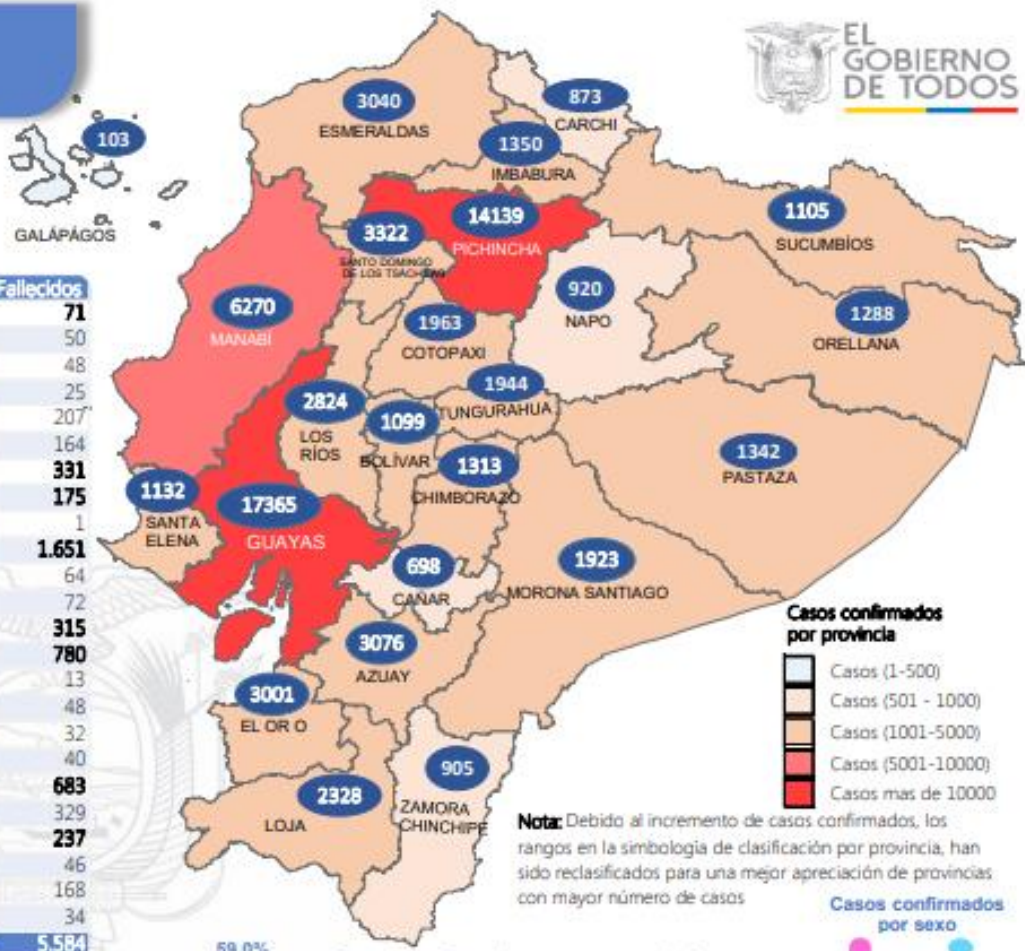 EL
GOBIERNO
DE TODOS
3040
ESMERALDAS
873
CARCHI
103
1350
IMBABURA
GALÁPAGOS
14139
PICHINCHA
1105
SUCUMBÍOS
3322
SANTO DOMINGO
DE LOS TSÁCHILAS
6270
MANABÍ
920
NAPO
1288
ORELLANA
1963
COTOPAXI
1944
TUNGURAHUA
2824
LOS
RÍOS
1099
BOLÍVAR
1313
CHIMBORAZO
1342
PASTAZA
1132
SANTA
ELENA
17365
GUAYAS
698
CAÑAR
1923
MORONA SANTIAGO
3076
AZUAY
3001
EL OR O
905
ZAMORA
CHINCHIPE
2328
LOJA
Fallecidos
71
50
48
25
207
164
331
175
1
1.651
64
72
315
780
13
48
32
40
683
329
237
46
168
34
5.584
Casos confirmados
por provincia
Casos (1-500)
Casos (501 - 1000)
Casos (1001-5000)
Casos (5001-10000)
Casos mas de 10000
Nota: Debido al incremento de casos confirmados, los
rangos en la simbología de clasificación por provincia, han
sido reclasificados para una mejor apreciación de provincias
con mayor número de casos
Casos confirmados
por sexo
59.0%